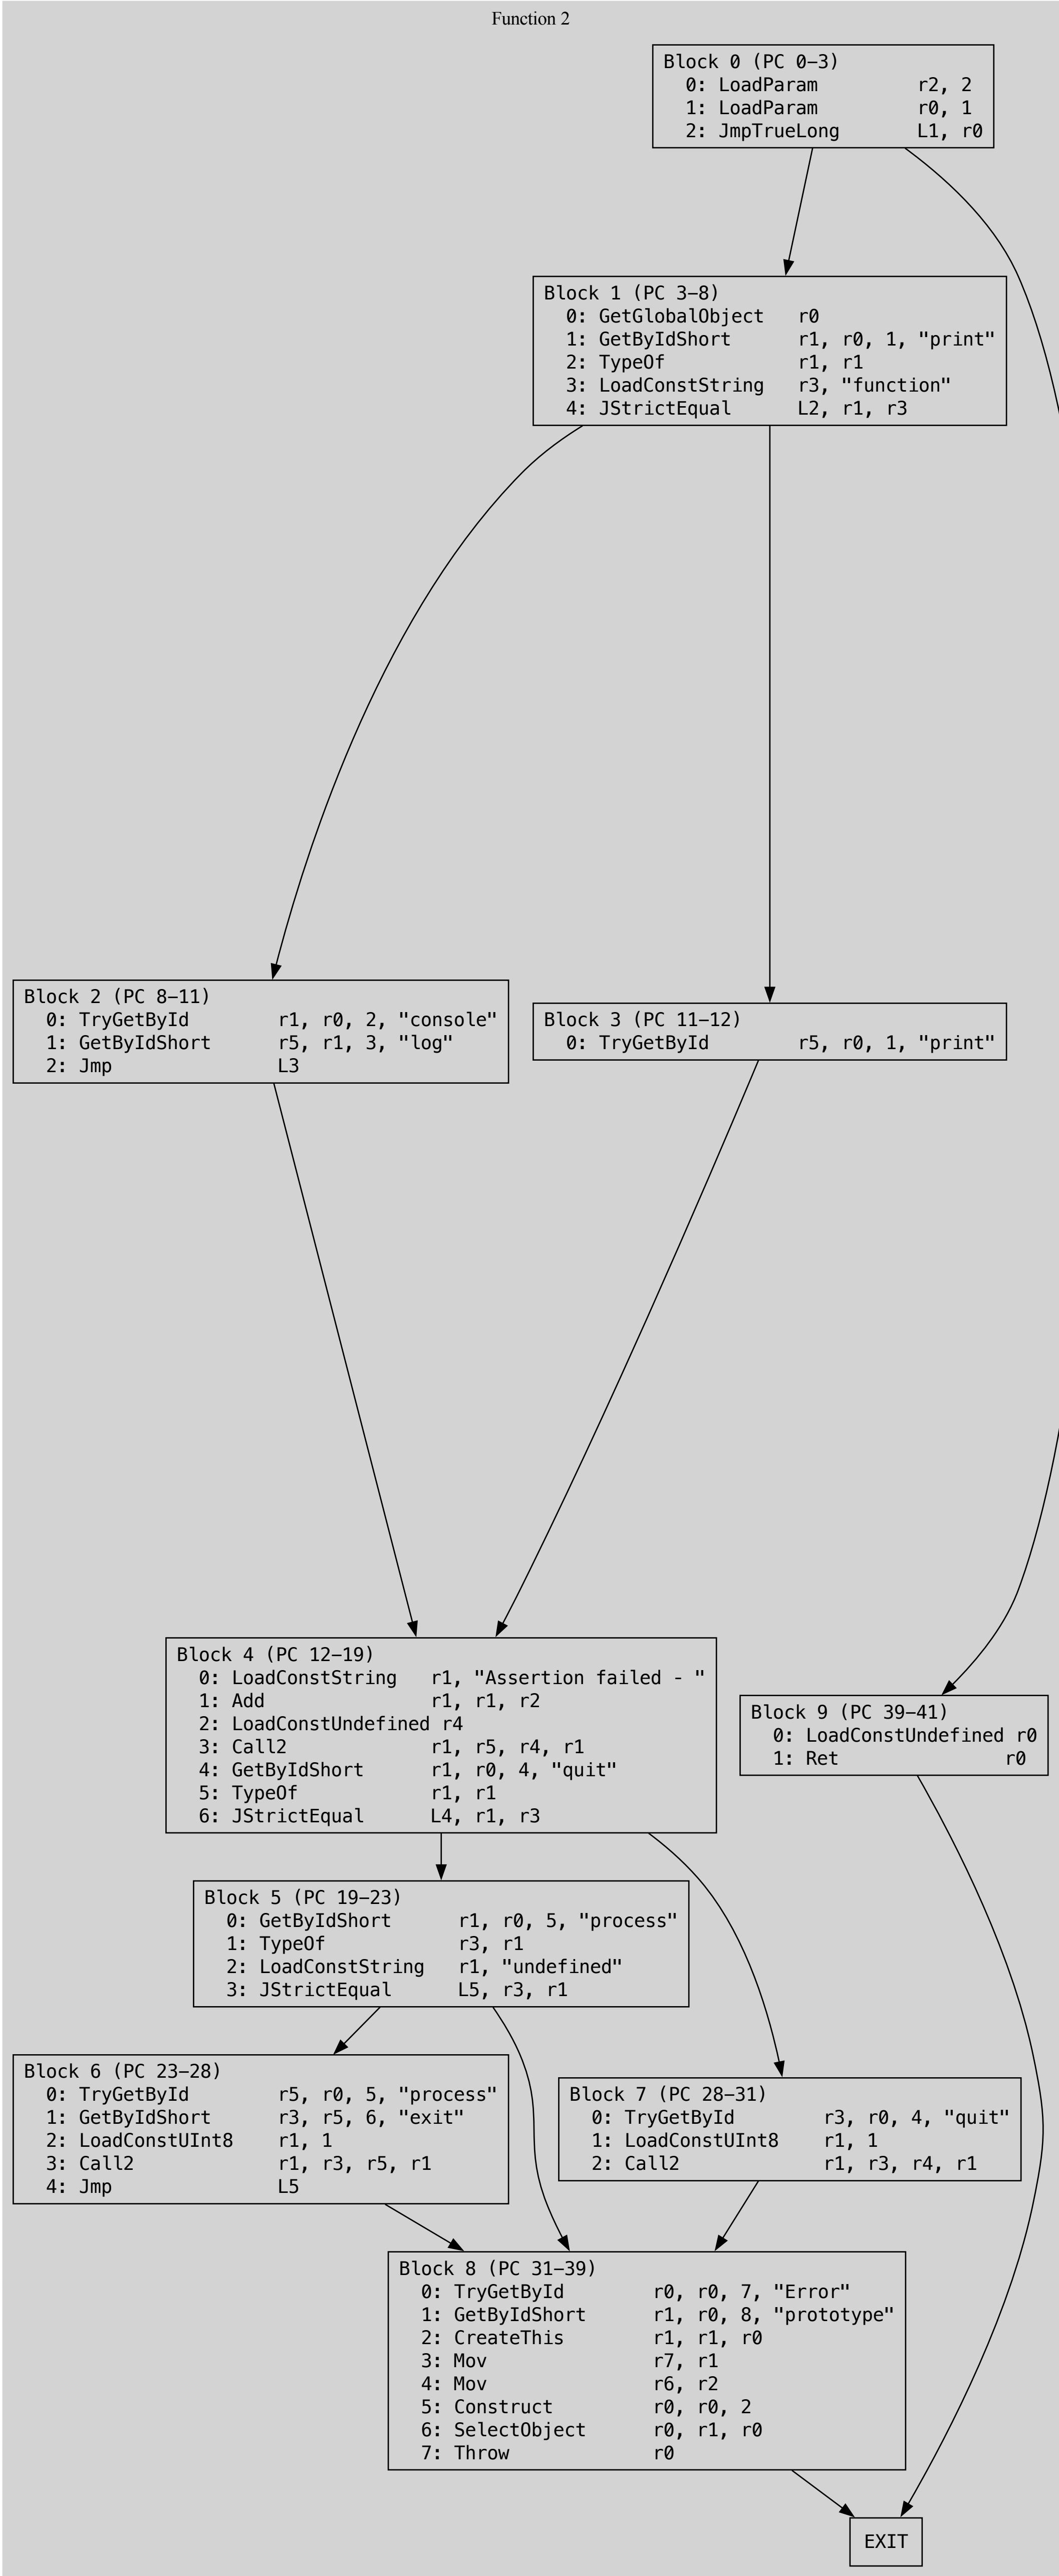 Function 2
Block 0 (PC 0–3)
0: LoadParam r2, 2
1: LoadParam r0, 1
2: JmpTrueLong L1, r0
Block 1 (PC 3–8)
0: GetGlobalObject r0
1: GetByIdShort r1, r0, 1, "print"
2: TypeOf r1, r1
3: LoadConstString r3, "function"
4: JStrictEqual L2, r1, r3
Block 2 (PC 8–11)
0: TryGetById r1, r0, 2, "console"
1: GetByIdShort r5, r1, 3, "log"
2: Jmp L3
Block 3 (PC 11–12)
0: TryGetById r5, r0, 1, "print"
Block 4 (PC 12–19)
0: LoadConstString r1, "Assertion failed - "
1: Add r1, r1, r2
2: LoadConstUndefined r4
3: Call2 r1, r5, r4, r1
4: GetByIdShort r1, r0, 4, "quit"
5: TypeOf r1, r1
6: JStrictEqual L4, r1, r3
Block 9 (PC 39–41)
0: LoadConstUndefined r0
1: Ret r0
Block 5 (PC 19–23)
0: GetByIdShort r1, r0, 5, "process"
1: TypeOf r3, r1
2: LoadConstString r1, "undefined"
3: JStrictEqual L5, r3, r1
Block 6 (PC 23–28)
0: TryGetById r5, r0, 5, "process"
1: GetByIdShort r3, r5, 6, "exit"
2: LoadConstUInt8 r1, 1
3: Call2 r1, r3, r5, r1
4: Jmp L5
Block 7 (PC 28–31)
0: TryGetById r3, r0, 4, "quit"
1: LoadConstUInt8 r1, 1
2: Call2 r1, r3, r4, r1
Block 8 (PC 31–39)
0: TryGetById r0, r0, 7, "Error"
1: GetByIdShort r1, r0, 8, "prototype"
2: CreateThis r1, r1, r0
3: Mov r7, r1
4: Mov r6, r2
5: Construct r0, r0, 2
6: SelectObject r0, r1, r0
7: Throw r0
EXIT